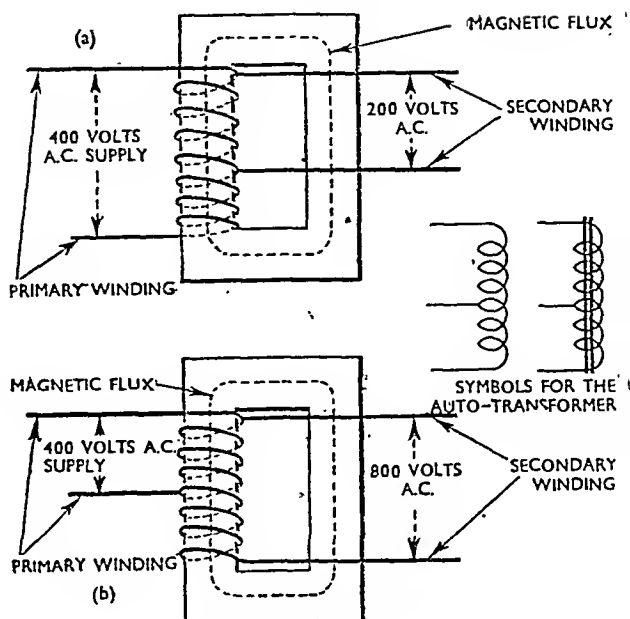 (a)
MAGNETIC FLUX
400 VOLTS
A.C. SUPPLY
200 VOLTS
A.C.
SECONDARY
WINDING
PRIMARY WINDING
SYMBOLS FOR THE
AUTO-TRANSFORMER
MAGNETIC FLUX
400 VOLTS A.C.
SUPPLY
800 VOLTS
A.C.
SECONDARY
WINDING
PRIMARY WINDING
(b)